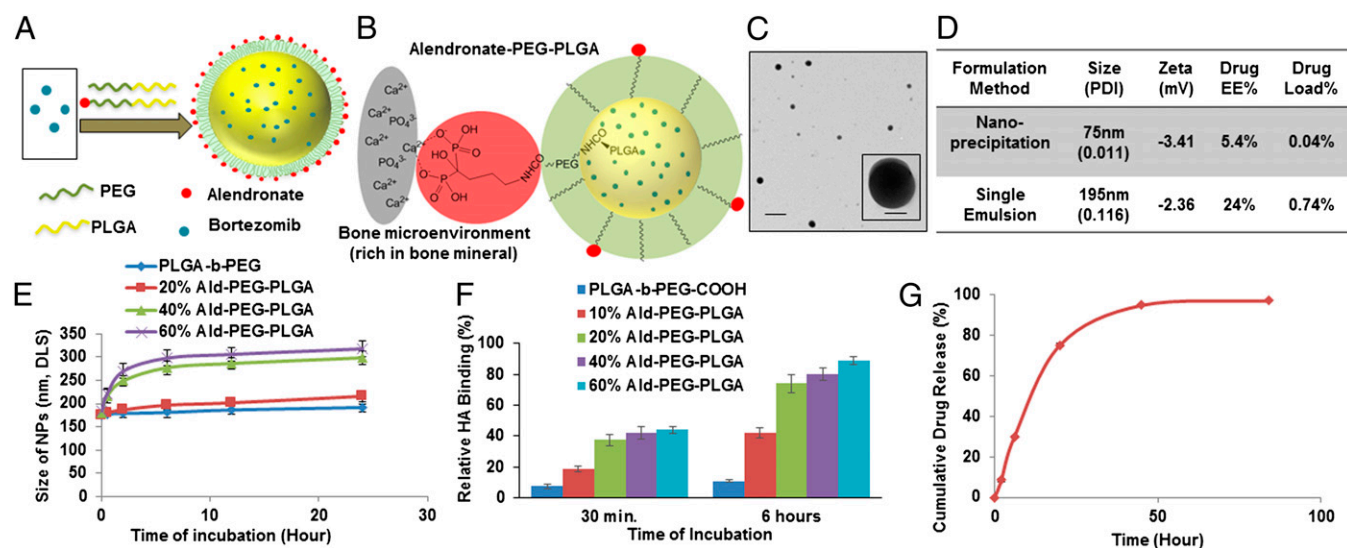 A
PEG
PLGA
Alendronate
Bortezomib
B
Alendronate-PEG-PLGA
Ca²⁺
Ca²⁺
PO₄³⁻
Ca²⁺
Ca²⁺
PO₄³⁻
Ca²⁺
Ca²⁺
Ca²⁺
O⁻
O⁻
P
OH
O
HO
P
OH
O
OH
NHCO
PEG
NHCO
PLGA
Bone microenvironment
(rich in bone mineral)
C
D
Formulation Method
Size (PDI)
Zeta (mV)
Drug EE%
Drug Load%
Nano-precipitation
75nm (0.011)
-3.41
5.4%
0.04%
Single Emulsion
195nm (0.116)
-2.36
24%
0.74%
E
PLGA-b-PEG
20% Ald-PEG-PLGA
40% Ald-PEG-PLGA
60% Ald-PEG-PLGA
Size of NPs (nm, DLS)
350
300
250
200
150
100
50
0
0
10
20
30
Time of incubation (Hour)
F
PLGA-b-PEG-COOH
10% Ald-PEG-PLGA
20% Ald-PEG-PLGA
40% Ald-PEG-PLGA
60% Ald-PEG-PLGA
Relative HA Binding (%)
100
80
60
40
20
0
30 min.
6 hours
Time of Incubation
G
Cumulative Drug Release (%)
100
80
60
40
20
0
0
50
100
Time (Hour)